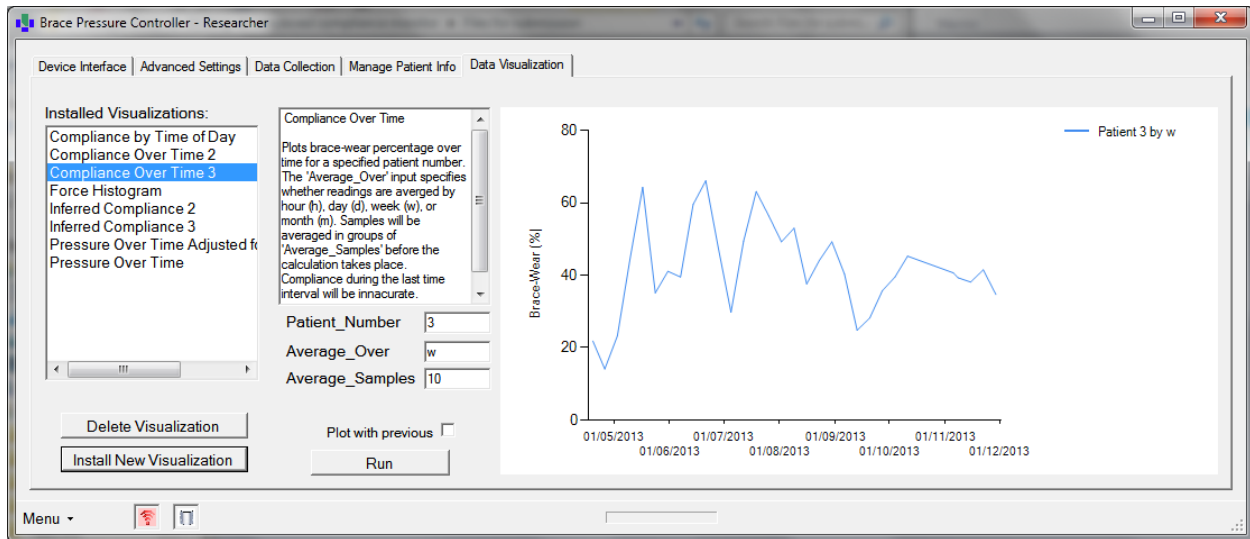 Brace Pressure Controller - Researcher
Device Interface
Advanced Settings
Data Collection
Manage Patient Info
Data Visualization
Installed Visualizations:
Compliance by Time of Day
Compliance Over Time 2
Compliance Over Time 3
Force Histogram
Inferred Compliance 2
Inferred Compliance 3
Pressure Over Time Adjusted fo
Pressure Over Time
Delete Visualization
Install New Visualization
Compliance Over Time
Plots brace-wear percentage over
time for a specified patient number.
The 'Average_Over' input specifies
whether readings are averged by
hour (h), day (d), week (w), or
month (m). Samples will be
averaged in groups of
'Average_Samples' before the
calculation takes place.
Compliance during the last time
interval will be innacurate.
Patient_Number 3
Average_Over w
Average_Samples 10
Plot with previous
Run
Brace-Wear [%]
80
60
40
20
0
01/05/2013
01/06/2013
01/07/2013
01/08/2013
01/09/2013
01/10/2013
01/11/2013
01/12/2013
Patient 3 by w
Menu